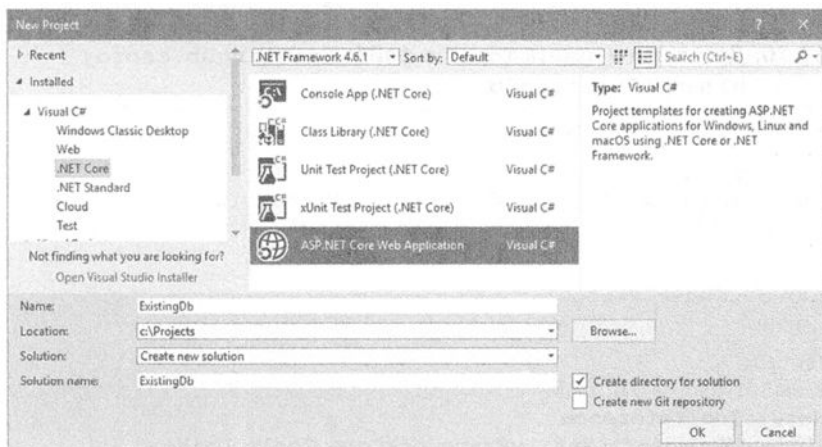 New Project
? ×
Recent
Installed
Visual C#
Windows Classic Desktop
Web
.NET Core
.NET Standard
Cloud
Test
Not finding what you are looking for?
Open Visual Studio Installer
.NET Framework 4.6.1 Sort by: Default Search (Ctrl+E)
Console App (.NET Core) Visual C#
Class Library (.NET Core) Visual C#
Unit Test Project (.NET Core) Visual C#
xUnit Test Project (.NET Core) Visual C#
ASP.NET Core Web Application Visual C#
Type: Visual C#
Project templates for creating ASP.NET
Core applications for Windows, Linux and
macOS using .NET Core or .NET
Framework.
Name: ExistingDb
Location: c:\Projects Browse...
Solution: Create new solution
Solution name: ExistingDb
Create directory for solution
Create new Git repository
OK Cancel